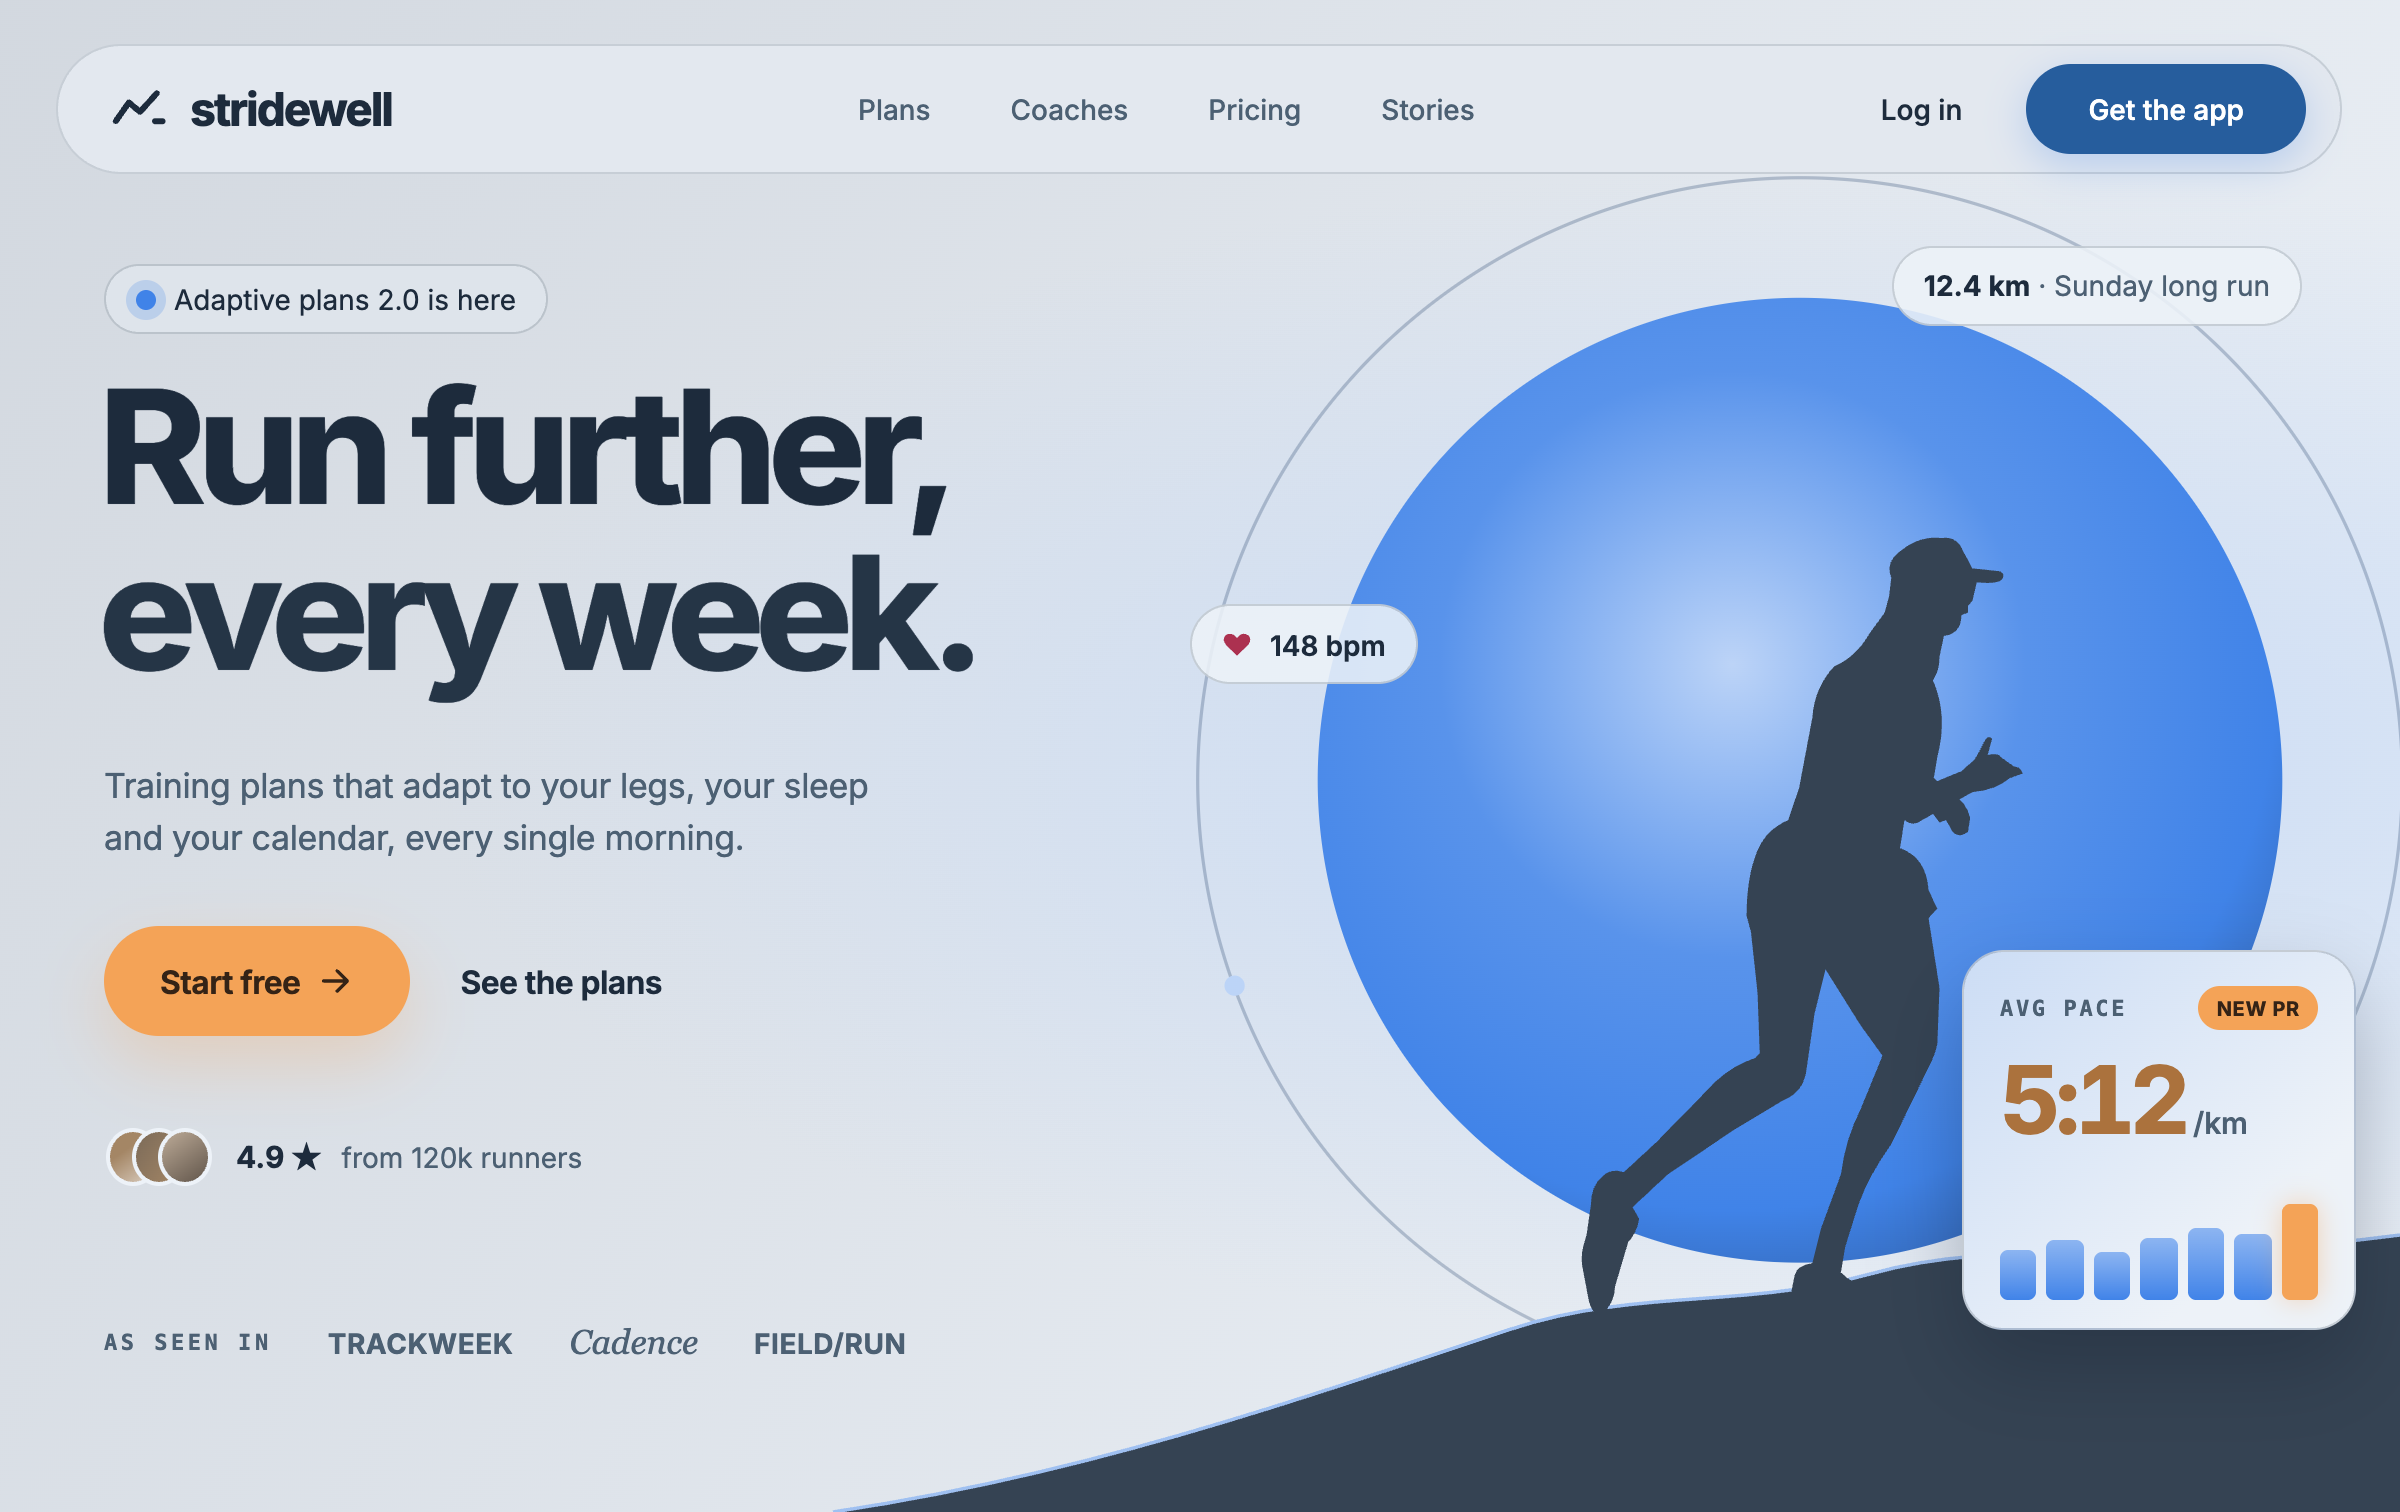 stridewell
Plans
Coaches
Pricing
Stories
Log in
Get the app
Adaptive plans 2.0 is here
Run further,
every week.
Training plans that adapt to your legs, your sleep
and your calendar, every single morning.
Start free →
See the plans
4.9 ★ from 120k runners
AS SEEN IN
TRACKWEEK
Cadence
FIELD/RUN
12.4 km · Sunday long run
148 bpm
AVG PACE
NEW PR
5:12 /km